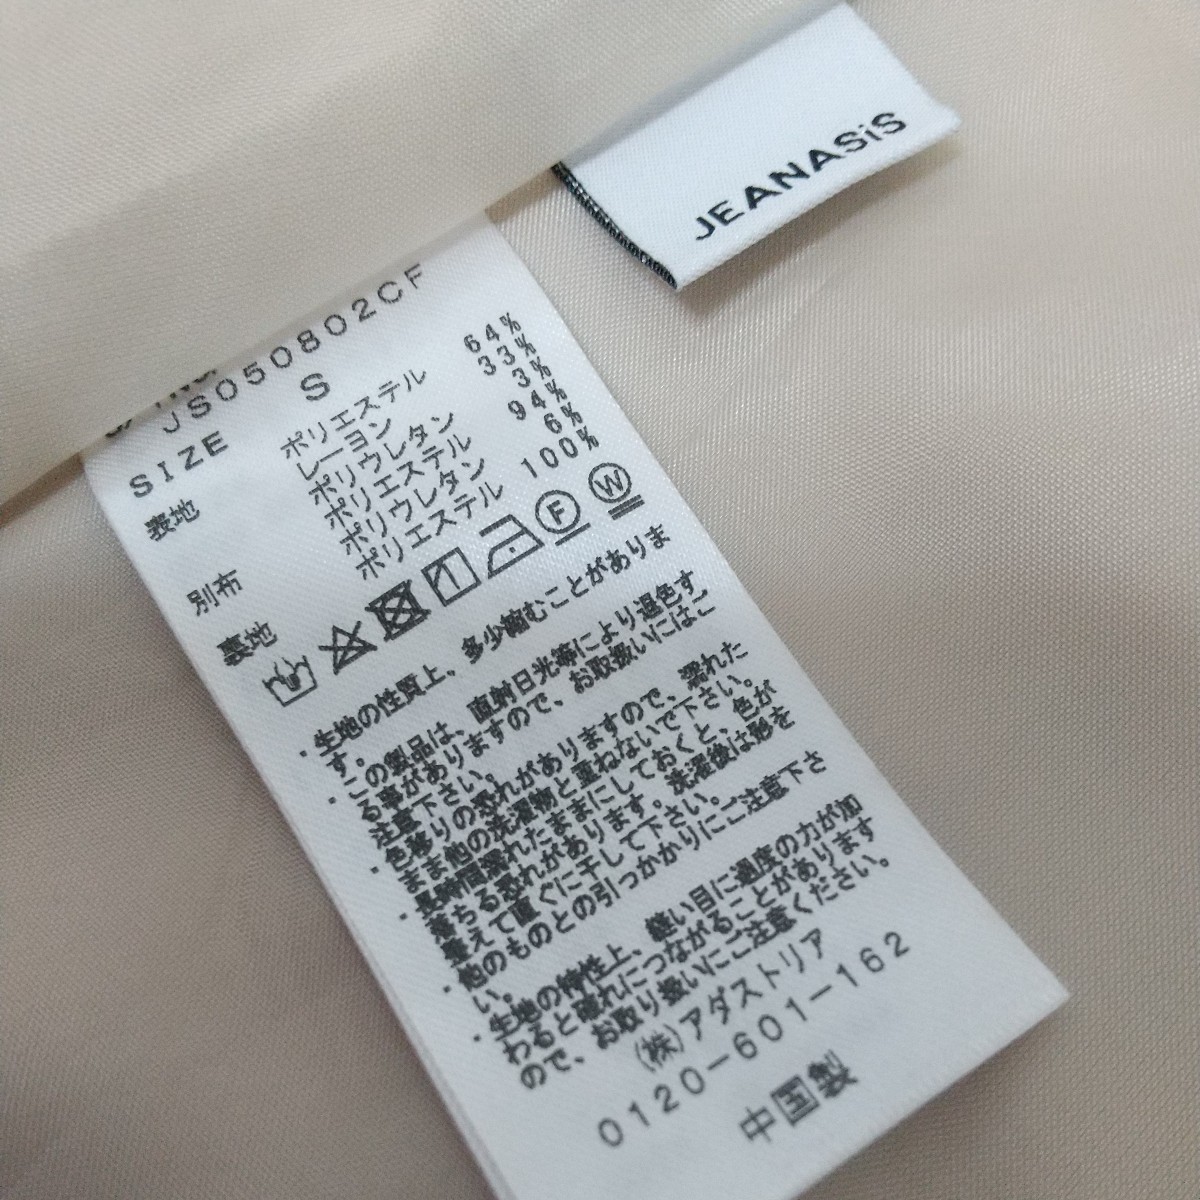 JEANASiS
JS050802CF
SIZE S
表地 ポリエステル 64%
レーヨン 33%
ポリウレタン 3%
別布 ポリエステル 94%
ポリウレタン 6%
裏地 ポリエステル 100%
F W
・生地の性質上、多少縮むことがありま
す。
・この製品は、直射日光等により退色す
る事がありますので、お取扱いにはご
注意下さい。
・色移りの恐れがありますので、濡れた
まま他の洗濯物と重ねないで下さい。
・長時間濡れたままにしておくと、色が
落ちる恐れがあります。洗濯後は形を
整えて直ぐに干して下さい。
・他のものとの引っかかりにご注意下さ
い。
・生地の特性上、縫い目に過度の力が加
わると破れにつながることがあります
ので、お取り扱いにご注意ください。
(株)アダストリア
0120-601-162
中国製